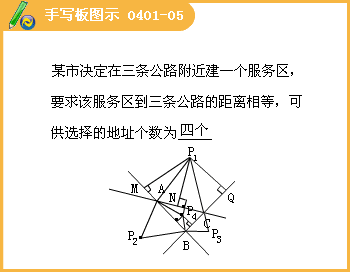 手写板图示 0401-05
某市决定在三条公路附近建一个服务区，
要求该服务区到三条公路的距离相等，可
供选择的地址个数为四个
P1
M A N Q
P4
C
P2 B P3